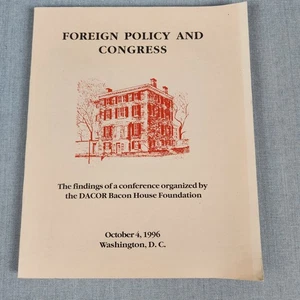 FOREIGN POLICY AND
CONGRESS
The findings of a conference organized by
the DACOR Bacon House Foundation
October 4, 1996
Washington, D. C.